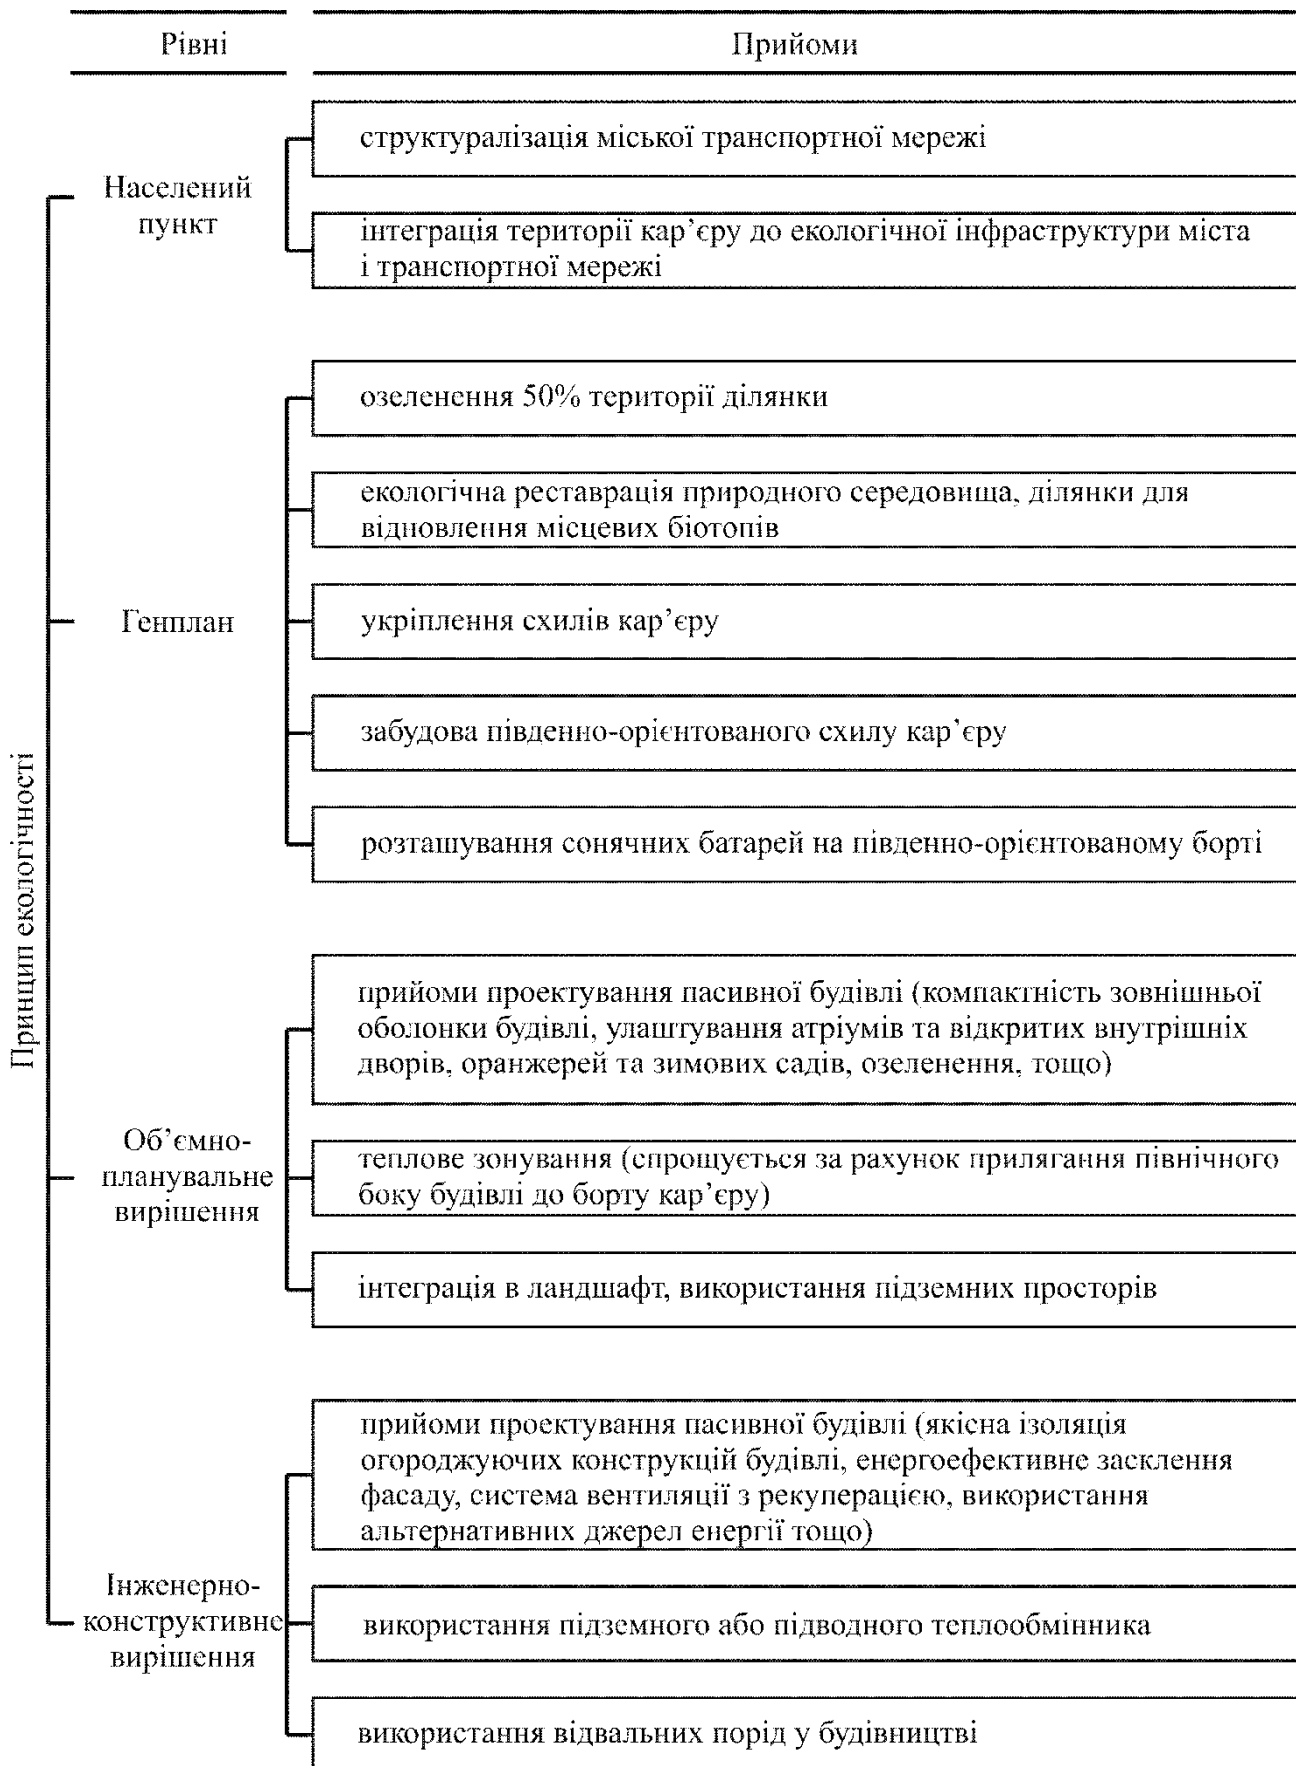 Рівні
Прийоми
Принцип екологічності
Населений
пункт
структуралізація міської транспортної мережі
інтеграція території кар’єру до екологічної інфраструктури міста
і транспортної мережі
Генплан
озеленення 50% території ділянки
екологічна реставрація природного середовища, ділянки для
відновлення місцевих біотопів
укріплення схилів кар’єру
забудова південно-орієнтованого схилу кар’єру
розташування сонячних батарей на південно-орієнтованому борті
Об’ємно-
планувальне
вирішення
прийоми проектування пасивної будівлі (компактність зовнішньої
оболонки будівлі, улаштування атріумів та відкритих внутрішніх
дворів, оранжерей та зимових садів, озеленення, тощо)
теплове зонування (спрощується за рахунок прилягання північного
боку будівлі до борту кар’єру)
інтеграція в ландшафт, використання підземних просторів
Інженерно-
конструктивне
вирішення
прийоми проектування пасивної будівлі (якісна ізоляція
огороджуючих конструкцій будівлі, енергоефективне засклення
фасаду, система вентиляції з рекуперацією, використання
альтернативних джерел енергії тощо)
використання підземного або підводного теплообмінника
використання відвальних порід у будівництві